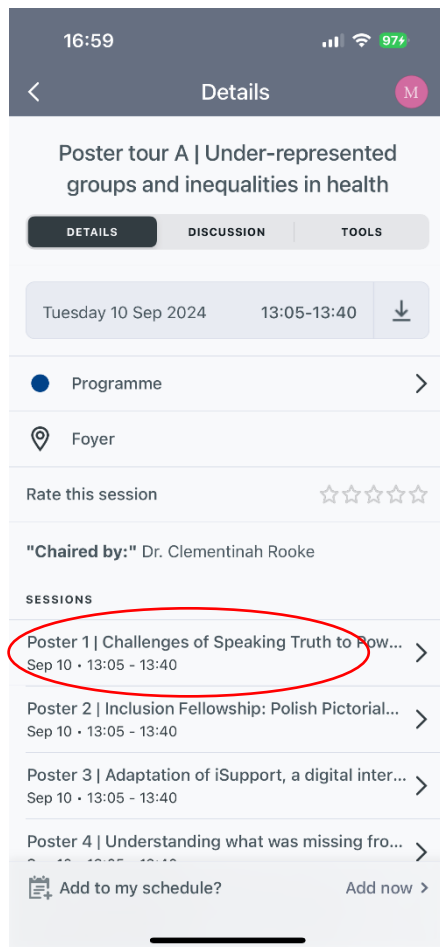 16:59
97
Details
M
Poster tour A | Under-represented
groups and inequalities in health
DETAILS DISCUSSION TOOLS
Tuesday 10 Sep 2024 13:05-13:40
Programme
Foyer
Rate this session
"Chaired by:" Dr. Clementinah Rooke
SESSIONS
Poster 1 | Challenges of Speaking Truth to Pow...
Sep 10 • 13:05 - 13:40
Poster 2 | Inclusion Fellowship: Polish Pictorial...
Sep 10 • 13:05 - 13:40
Poster 3 | Adaptation of iSupport, a digital inter...
Sep 10 • 13:05 - 13:40
Poster 4 | Understanding what was missing fro...
Add to my schedule? Add now